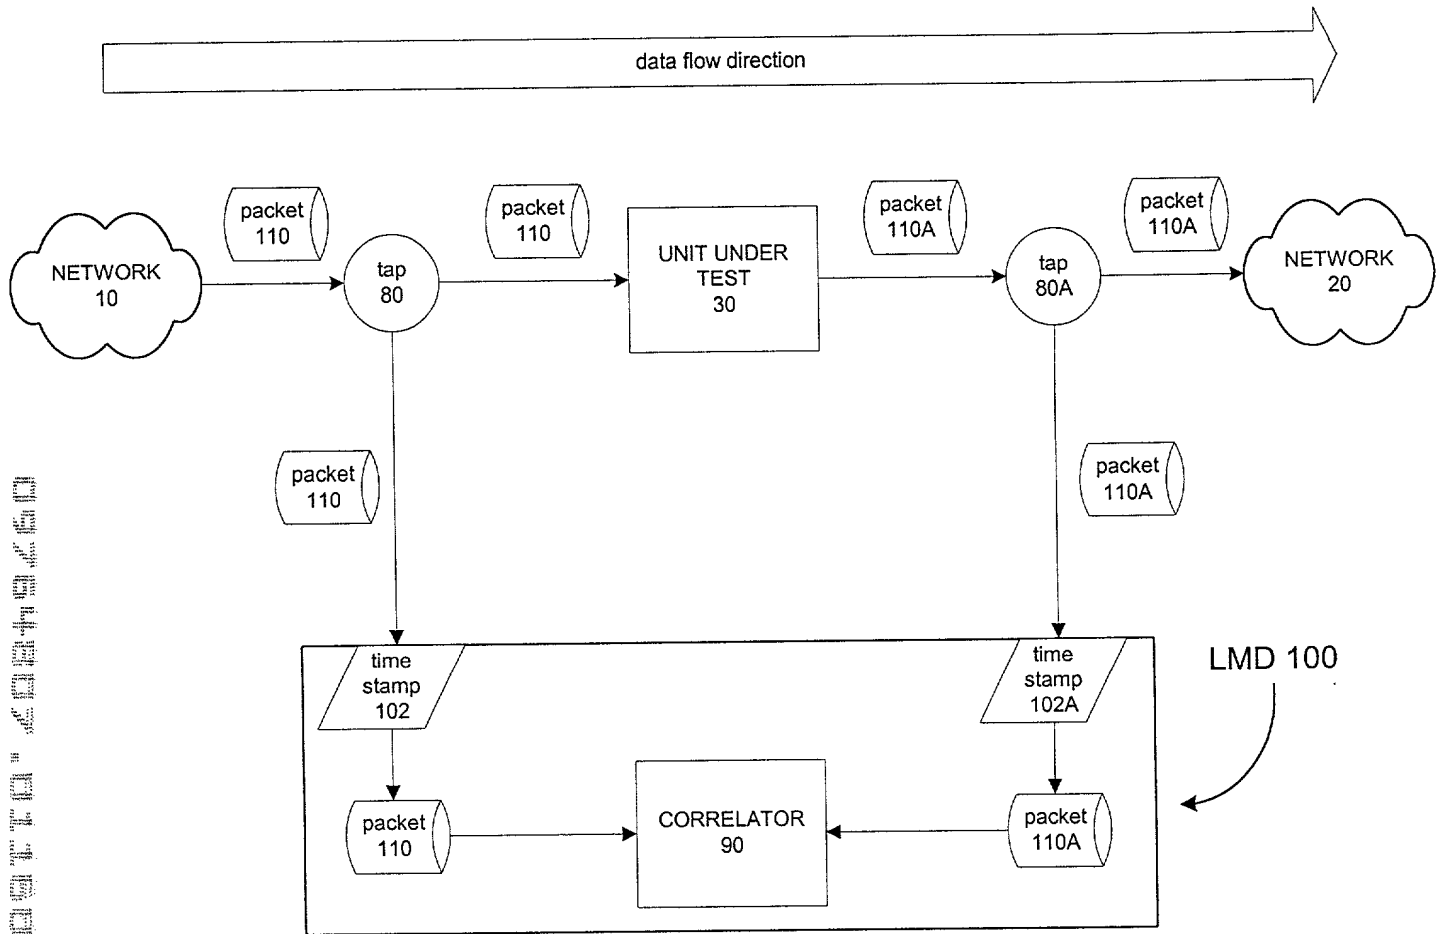 data flow direction
packet
110
packet
110
packet
110A
packet
110A
NETWORK
10
tap
80
UNIT UNDER
TEST
30
tap
80A
NETWORK
20
packet
110
packet
110A
time
stamp
102
time
stamp
102A
LMD 100
packet
110
CORRELATOR
90
packet
110A